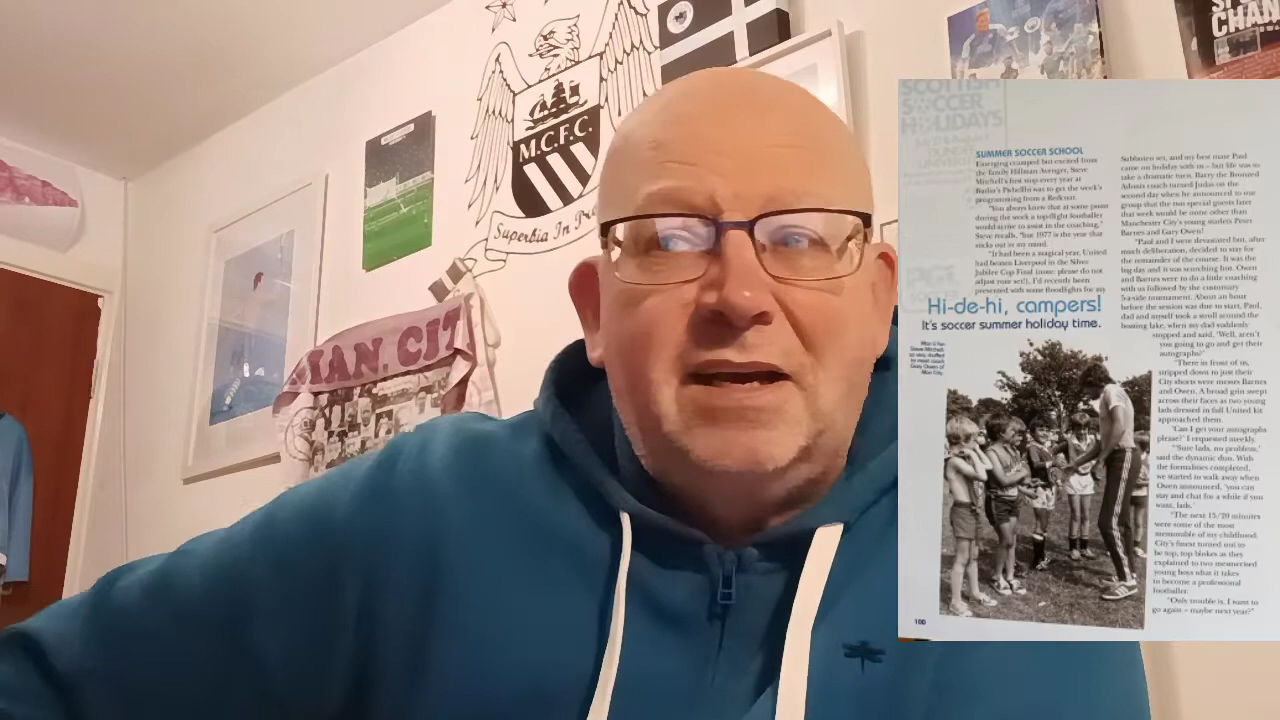 M.C.F.C.
Superbia In
MAN. CITY
SCOTTISH
SOCCER
HOLIDAYS
SUMMER SOCCER SCHOOL
Emerging cramped but excited from
the family Hillman Avenger, Steve
Mitchell's first stop every year at
Butlin's Pwhelhi was to get the week's
programming from a Redcoat.
"You always knew that at some point
during the week a top-flight footballer
would arrive to assist in the coaching,"
Steve recalls, "but 1977 is the year that
sticks out in my mind.
"It had been a magical year, United
had beaten Liverpool in the Silver
Jubilee Cup Final (note: please do not
adjust your set!), I'd recently been
presented with some floodlights for my
Hi-de-hi, campers!
It's soccer summer holiday time.
Gary Owen of
Man City.
100
Subbuteo set, and my best mate Paul
came on holiday with us – but life was to
take a dramatic turn. Barry the Bronzed
Adonis coach turned Judas on the
second day when he announced to our
group that the two special guests later
that week would be none other than
Manchester City's young starlets Peter
Barnes and Gary Owen!
"Paul and I were devastated but, after
much deliberation, decided to stay for
the remainder of the course. It was the
big day and it was scorching hot. Owen
and Barnes were to do a little coaching
with us followed by the customary
5-a-side tournament. About an hour
before the session was due to start, Paul,
dad and myself took a stroll around the
boating lake, when my dad suddenly
stopped and said, 'Well, aren't
you going to go and get their
autographs?'
"There in front of us,
stripped down to just their
City shorts were messrs Barnes
and Owen. A broad grin swept
across their faces as two young
lads dressed in full United kit
approached them.
"'Can I get your autographs
please?' I requested meekly.
"'Sure lads, no problem,'
said the dynamic duo. With
the formalities completed,
we started to walk away when
Owen announced, 'you can
stay and chat for a while if you
want, lads.'
"The next 15/20 minutes
were some of the most
memorable of my childhood.
City's finest turned out to
be top, top blokes as they
explained to two mesmerised
young boys what it takes
to become a professional
footballer.
"Only trouble is, I want to
go again – maybe next year?"